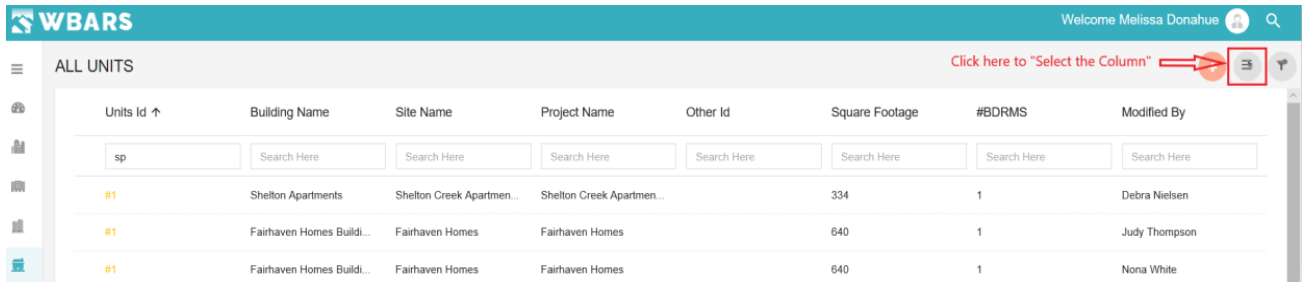 WBARS
Welcome Melissa Donahue
ALL UNITS
Click here to "Select the Column"
Units Id ↑ Building Name Site Name Project Name Other Id Square Footage #BDRMS Modified By
sp Search Here Search Here Search Here Search Here Search Here Search Here Search Here
#1 Shelton Apartments Shelton Creek Apartmen... Shelton Creek Apartmen... 334 1 Debra Nielsen
#1 Fairhaven Homes Buildi... Fairhaven Homes Fairhaven Homes 640 1 Judy Thompson
#1 Fairhaven Homes Buildi... Fairhaven Homes Fairhaven Homes 640 1 Nona White